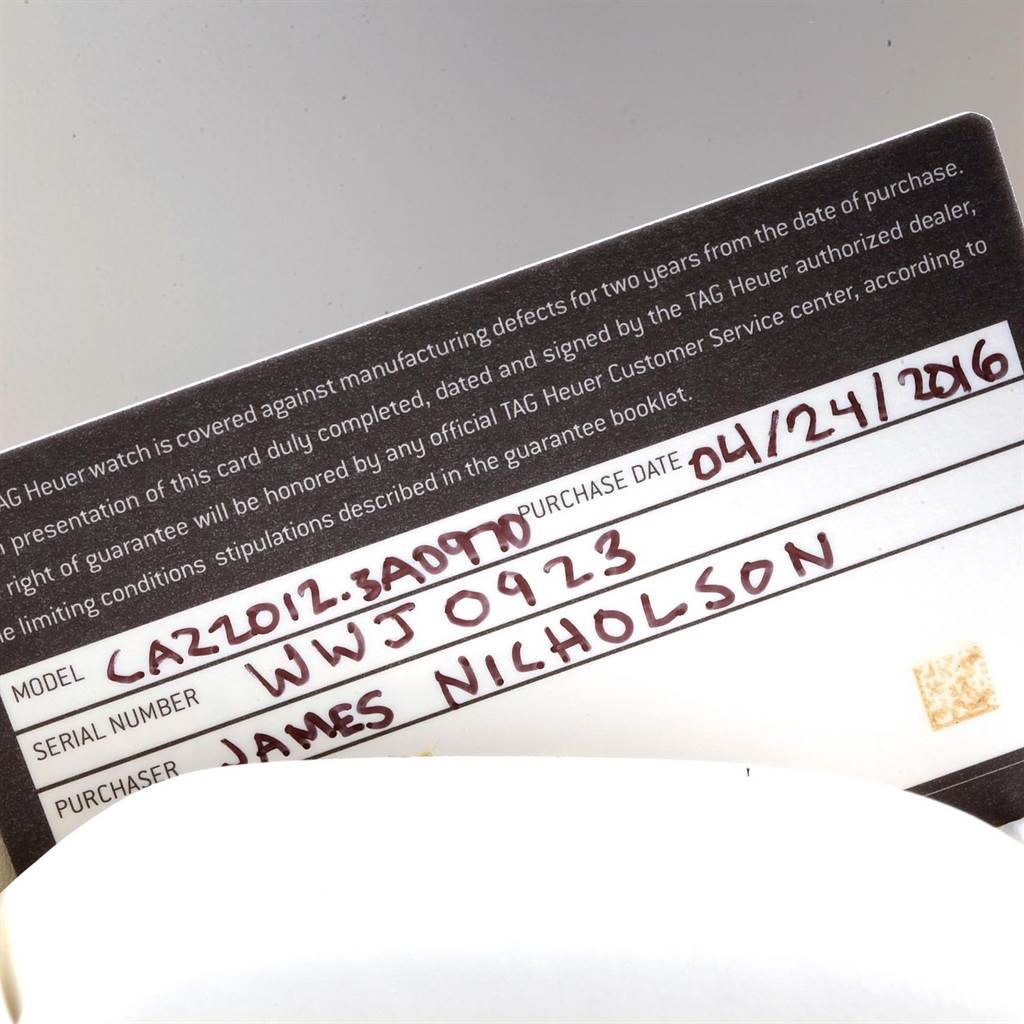 AG Heuer watch is covered against manufacturing defects for two years from the date of purchase.
n presentation of this card duly completed, dated and signed by the TAG Heuer authorized dealer,
right of guarantee will be honored by any official TAG Heuer Customer Service center, according to
e limiting conditions stipulations described in the guarantee booklet.
MODEL CAZ2012.BA0970 PURCHASE DATE 04/24/2016
SERIAL NUMBER WWJ0923
PURCHASER JAMES NICHOLSON